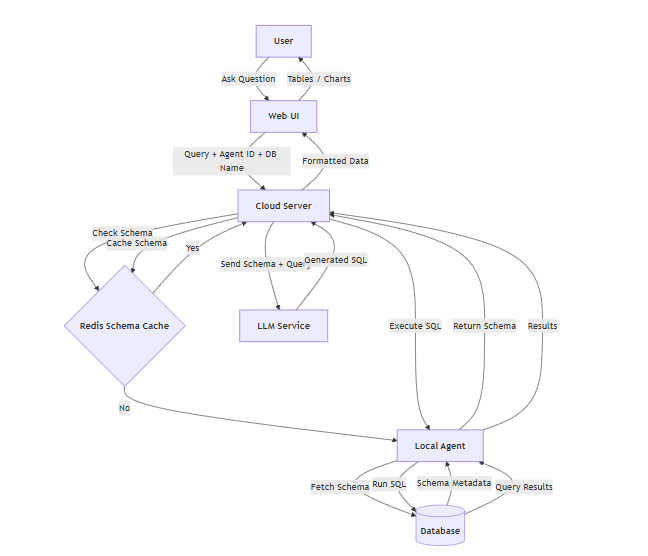 User
Ask Question
Tables / Charts
Web UI
Query + Agent ID + DB
Name
Formatted Data
Cloud Server
Check Schema
Cache Schema
Yes
Send Schema + Query
Generated SQL
Redis Schema Cache
LLM Service
Execute SQL
Return Schema
Results
No
Local Agent
Fetch Schema
Run SQL
Schema Metadata
Query Results
Database